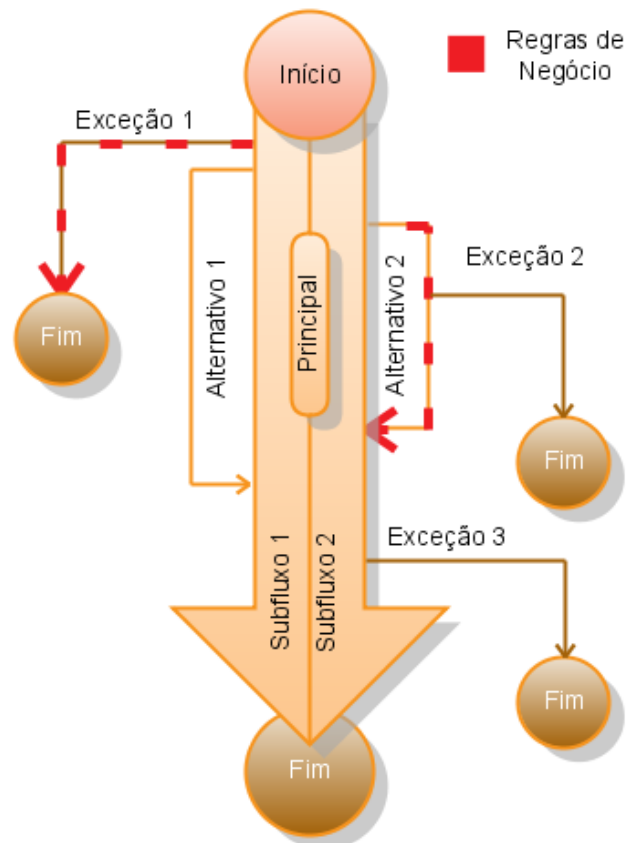 Início
Regras de
Negócio
Exceção 1
Alternativo 1
Principal
Alternativo 2
Exceção 2
Fim
Fim
Exceção 3
Subfluxo 1
Subfluxo 2
Fim
Fim